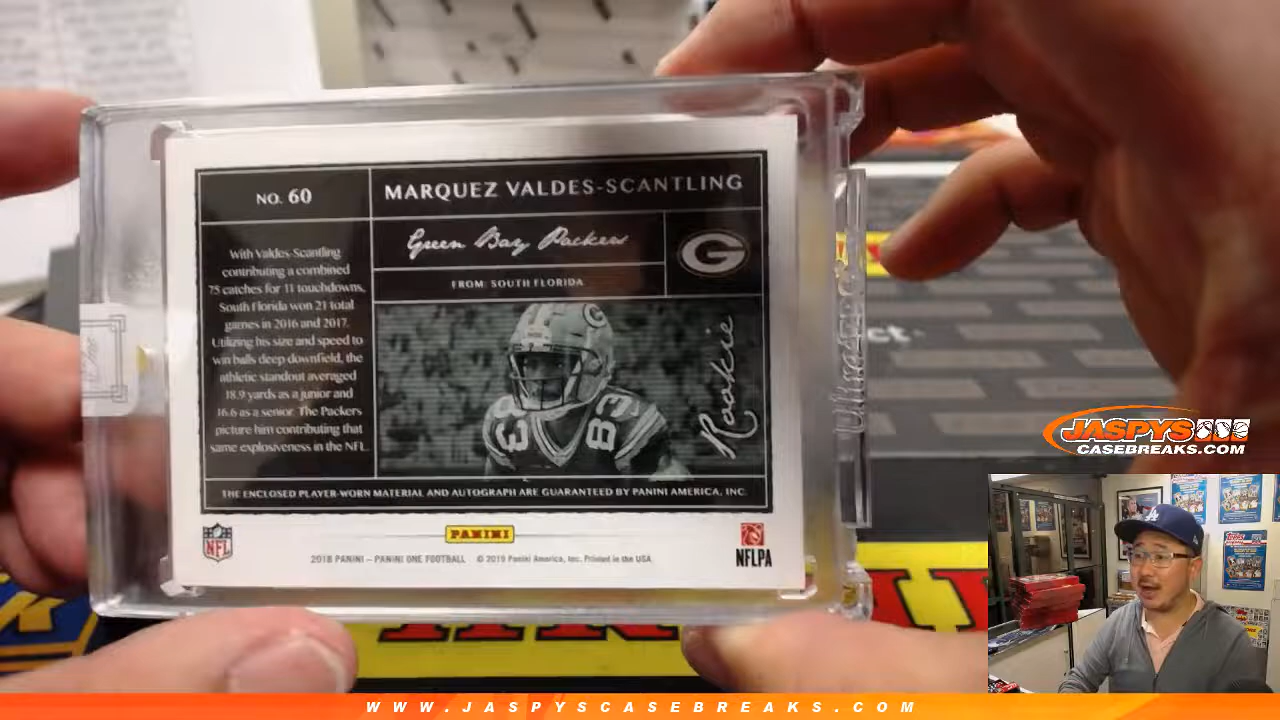 NO. 60
MARQUEZ VALDES-SCANTLING
Green Bay Packers
G
FROM: SOUTH FLORIDA
With Valdes-Scantling
contributing a combined
75 catches for 11 touchdowns,
South Florida won 21 total
games in 2016 and 2017.
Utilizing his size and speed to
win balls deep downfield, the
athletic standout averaged
18.9 yards as a junior and
16.6 as a senior. The Packers
picture him contributing that
same explosiveness in the NFL.
Rookie
83
THE ENCLOSED PLAYER-WORN MATERIAL AND AUTOGRAPH ARE GUARANTEED BY PANINI AMERICA, INC.
NFL
PANINI
2018 PANINI – PANINI ONE FOOTBALL © 2019 Panini America, Inc. Printed in the USA
NFLPA
JASPYS
CASEBREAKS.COM
LA
WWW.JASPYSCASEBREAKS.COM